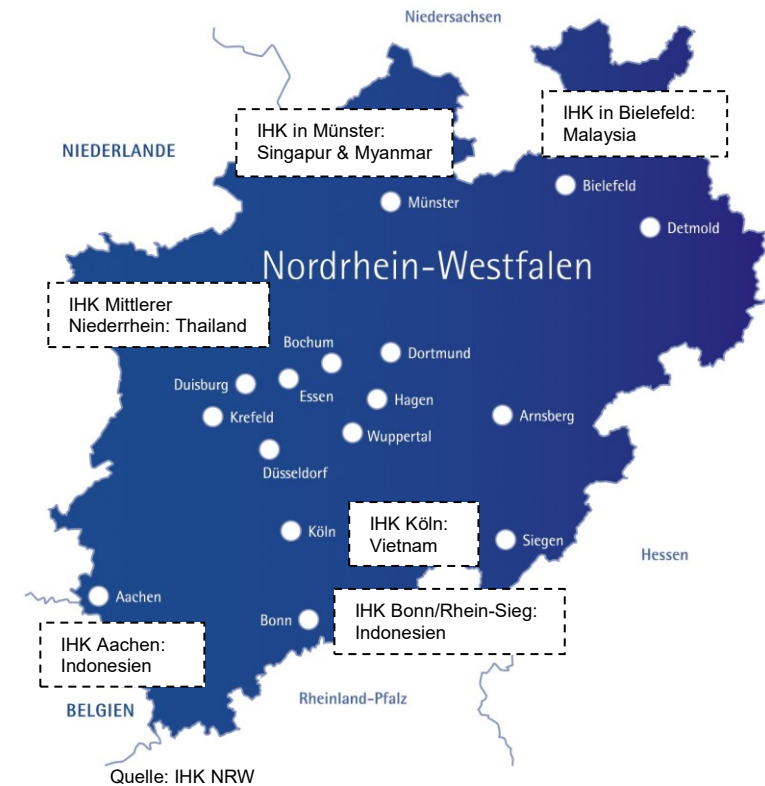 Niedersachsen
IHK in Münster:
Singapur & Myanmar
IHK in Bielefeld:
Malaysia
NIEDERLANDE
Bielefeld
Münster
Detmold
Nordrhein-Westfalen
IHK Mittlerer
Niederrhein: Thailand
Bochum
Dortmund
Duisburg
Essen
Hagen
Krefeld
Arnsberg
Wuppertal
Düsseldorf
IHK Köln:
Vietnam
Köln
Siegen
Hessen
Aachen
IHK Bonn/Rhein-Sieg:
Indonesien
Bonn
IHK Aachen:
Indonesien
Rheinland-Pfalz
BELGIEN
Quelle: IHK NRW